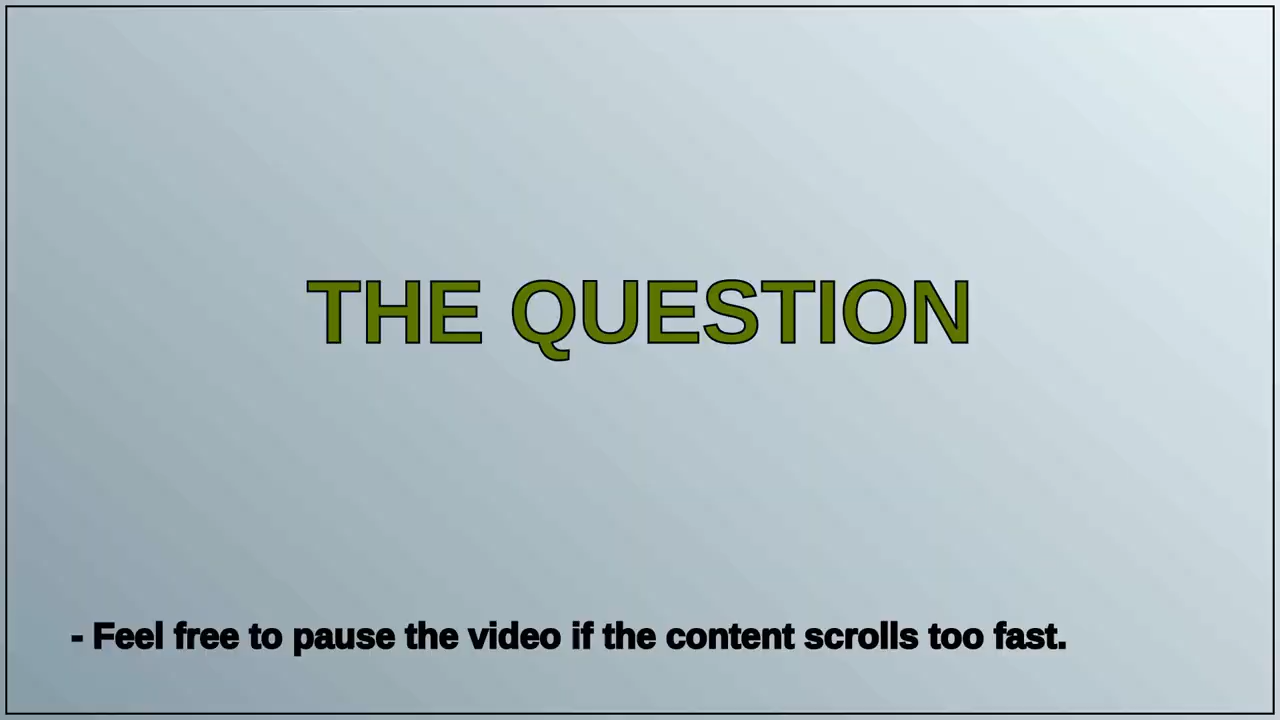 THE QUESTION
- Feel free to pause the video if the content scrolls too fast.